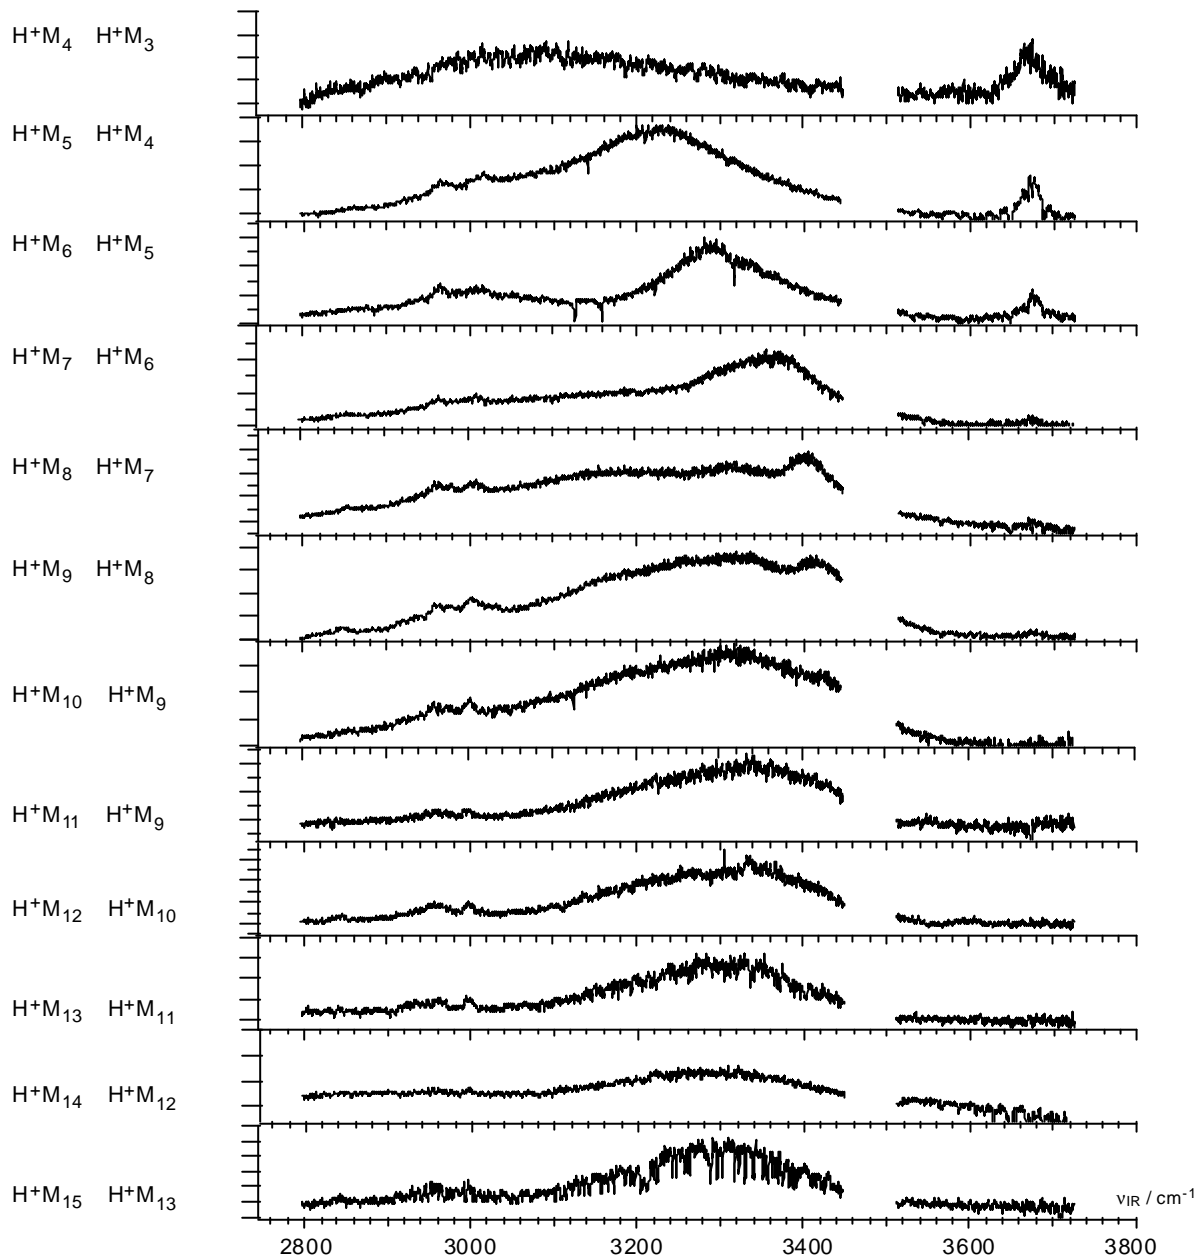 H⁺M₄ H⁺M₃
H⁺M₅ H⁺M₄
H⁺M₆ H⁺M₅
H⁺M₇ H⁺M₆
H⁺M₈ H⁺M₇
H⁺M₉ H⁺M₈
H⁺M₁₀ H⁺M₉
H⁺M₁₁ H⁺M₉
H⁺M₁₂ H⁺M₁₀
H⁺M₁₃ H⁺M₁₁
H⁺M₁₄ H⁺M₁₂
H⁺M₁₅ H⁺M₁₃
νIR / cm⁻¹
2800 3000 3200 3400 3600 3800